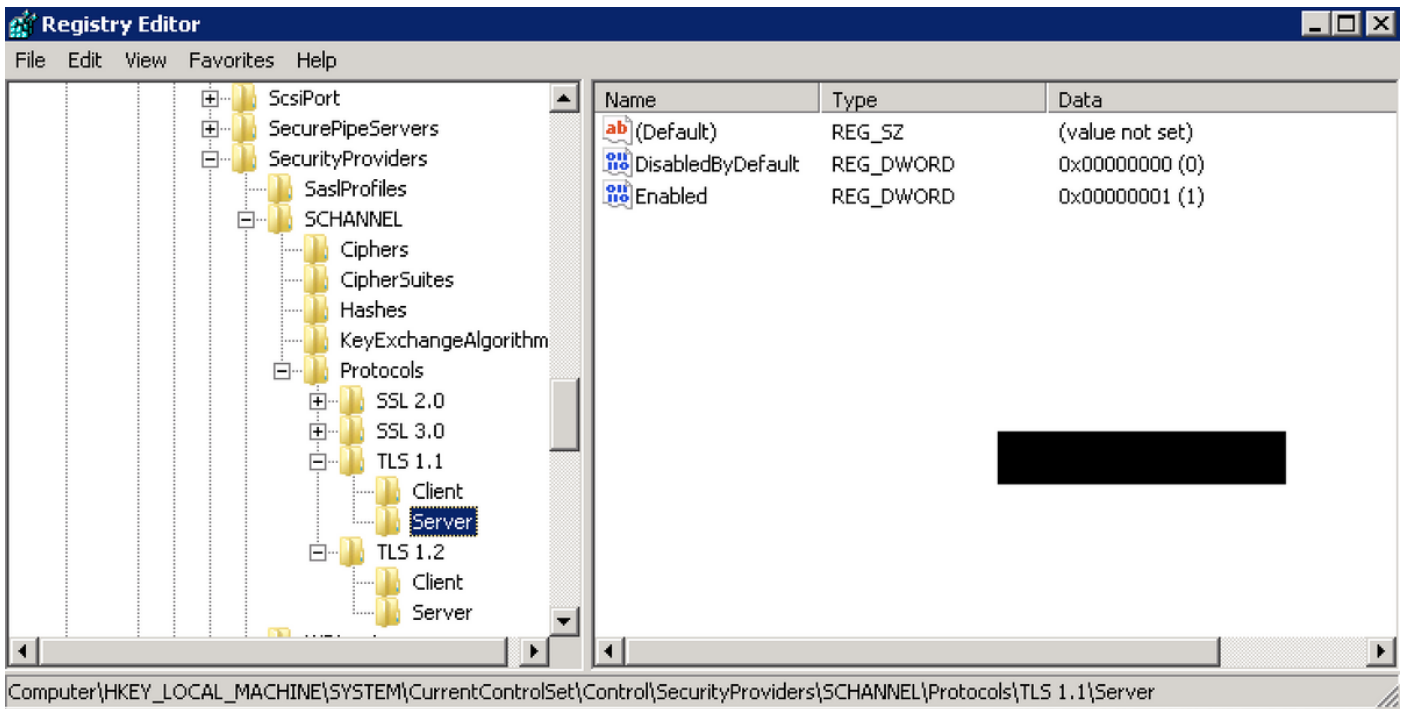 Registry Editor
File Edit View Favorites Help
ScsiPort
SecurePipeServers
SecurityProviders
SaslProfiles
SCHANNEL
Ciphers
CipherSuites
Hashes
KeyExchangeAlgorithm
Protocols
SSL 2.0
SSL 3.0
TLS 1.1
Client
Server
TLS 1.2
Client
Server
Name Type Data
(Default) REG_SZ (value not set)
DisabledByDefault REG_DWORD 0x00000000 (0)
Enabled REG_DWORD 0x00000001 (1)
Computer\HKEY_LOCAL_MACHINE\SYSTEM\CurrentControlSet\Control\SecurityProviders\SCHANNEL\Protocols\TLS 1.1\Server